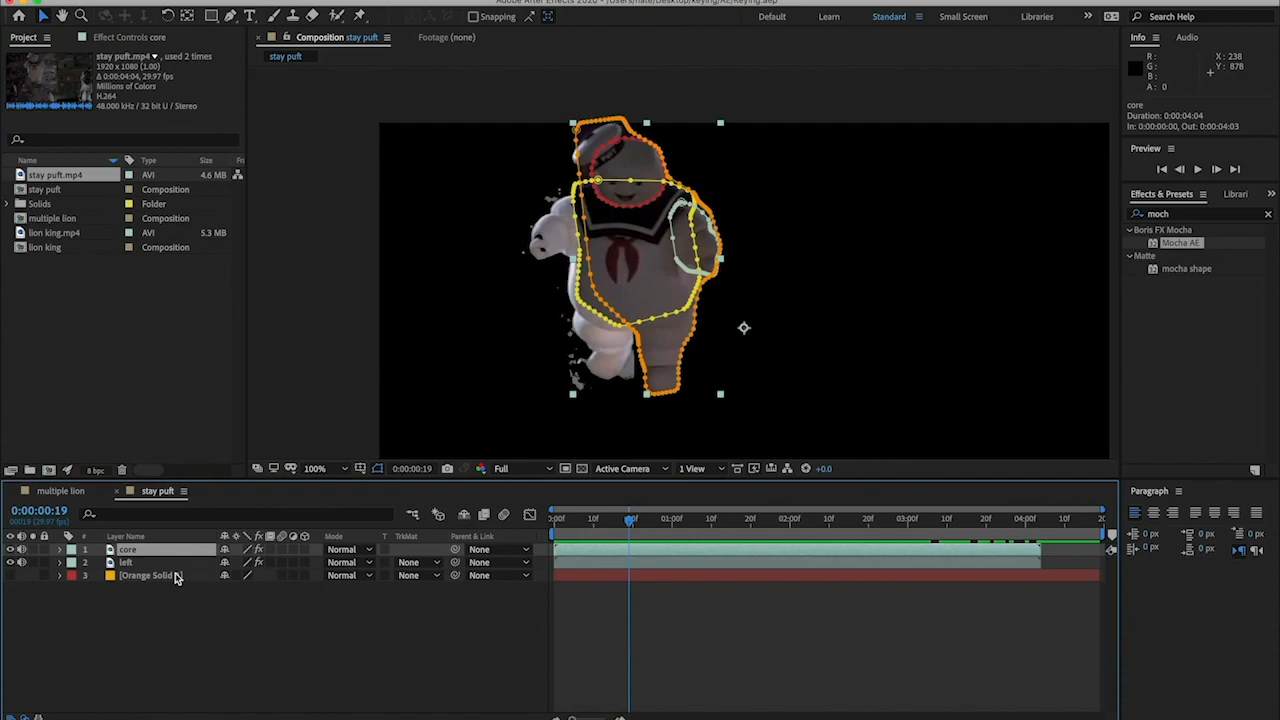 Adobe After Effects 2020 - /Users/nate/Desktop/keying/AE/Keying.aep
Snapping
Default
Learn
Standard
Small Screen
Libraries
Search Help
Project
Effect Controls core
Composition stay puft
Footage (none)
Info
Audio
stay puft.mp4 , used 2 times
1920 x 1080 (1.00)
Δ 0:00:04:04, 29.97 fps
Millions of Colors
H.264
48.000 kHz / 32 bit U / Stereo
stay puft
R :
G :
B :
A : 0
X : 238
Y : 878
core
Duration: 0:00:04:04
In: 0:00:00:00, Out: 0:00:04:03
Preview
Name
Type
Size
Fr
stay puft.mp4
AVI
4.6 MB
stay puft
Composition
Solids
Folder
multiple lion
Composition
lion king.mp4
AVI
5.3 MB
lion king
Composition
Effects & Presets
Librari
moch
Boris FX Mocha
Mocha AE
Matte
mocha shape
PUFT
8 bpc
100%
0:00:00:19
Full
Active Camera
1 View
+0.0
multiple lion
stay puft
Paragraph
0:00:00:19
00019 (29.97 fps)
#
Layer Name
Mode
T
TrkMat
Parent & Link
:00f
10f
20f
01:00f
10f
20f
02:00f
10f
20f
03:00f
10f
20f
04:00f
10f
1
core
Normal
None
2
left
Normal
None
None
3
[Orange Solid
Normal
None
None
0 px
0 px
0 px
0 px
0 px